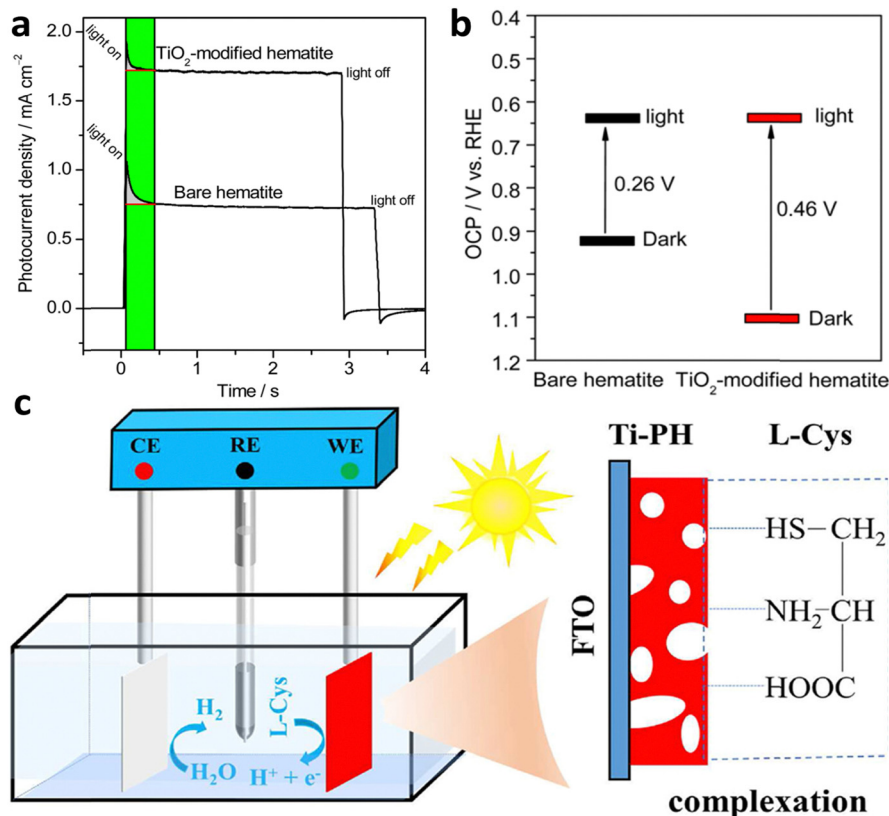 a
Photocurrent density / mA cm⁻²
2.0
1.5
1.0
0.5
0.0
light on
TiO₂-modified hematite
light off
light on
Bare hematite
light off
0 1 2 3 4
Time / s
b
OCP / V vs. RHE
0.4
0.5
0.6
0.7
0.8
0.9
1.0
1.1
1.2
light
0.26 V
Dark
light
0.46 V
Dark
Bare hematite TiO₂-modified hematite
c
CE RE WE
H₂
H₂O
L-Cys
H⁺ + e⁻
Ti-PH L-Cys
FTO
HS–CH₂
NH₂–CH
HOOC
complexation